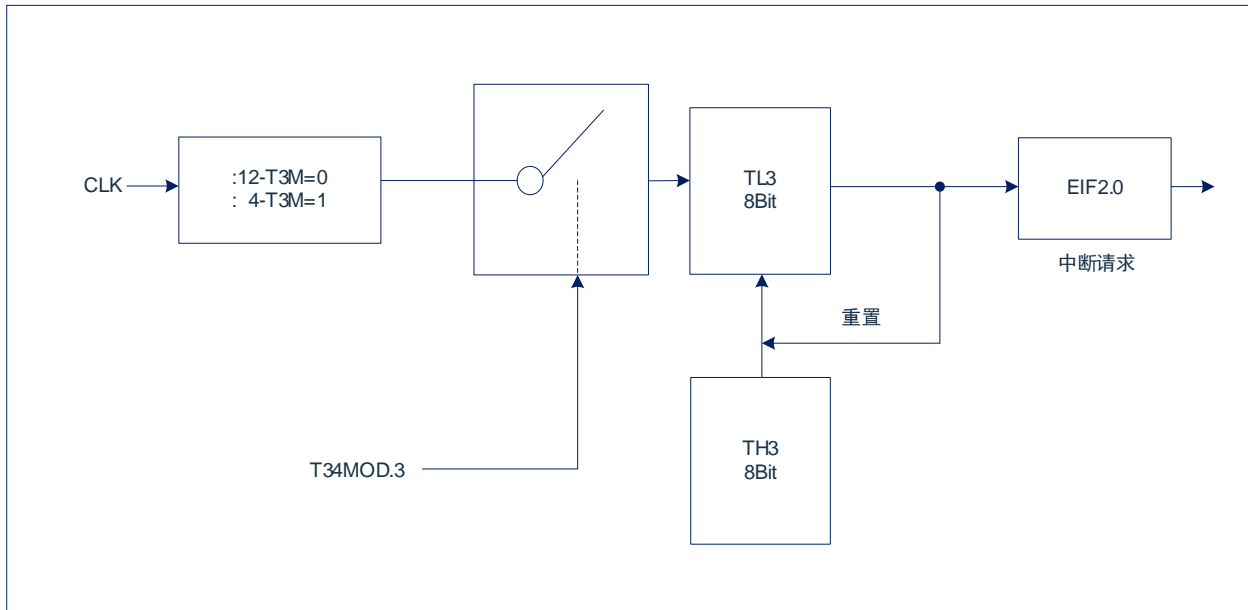 CLK
:12-T3M=0
: 4-T3M=1
TL3
8Bit
EIF2.0
中断请求
重置
TH3
8Bit
T34MOD.3